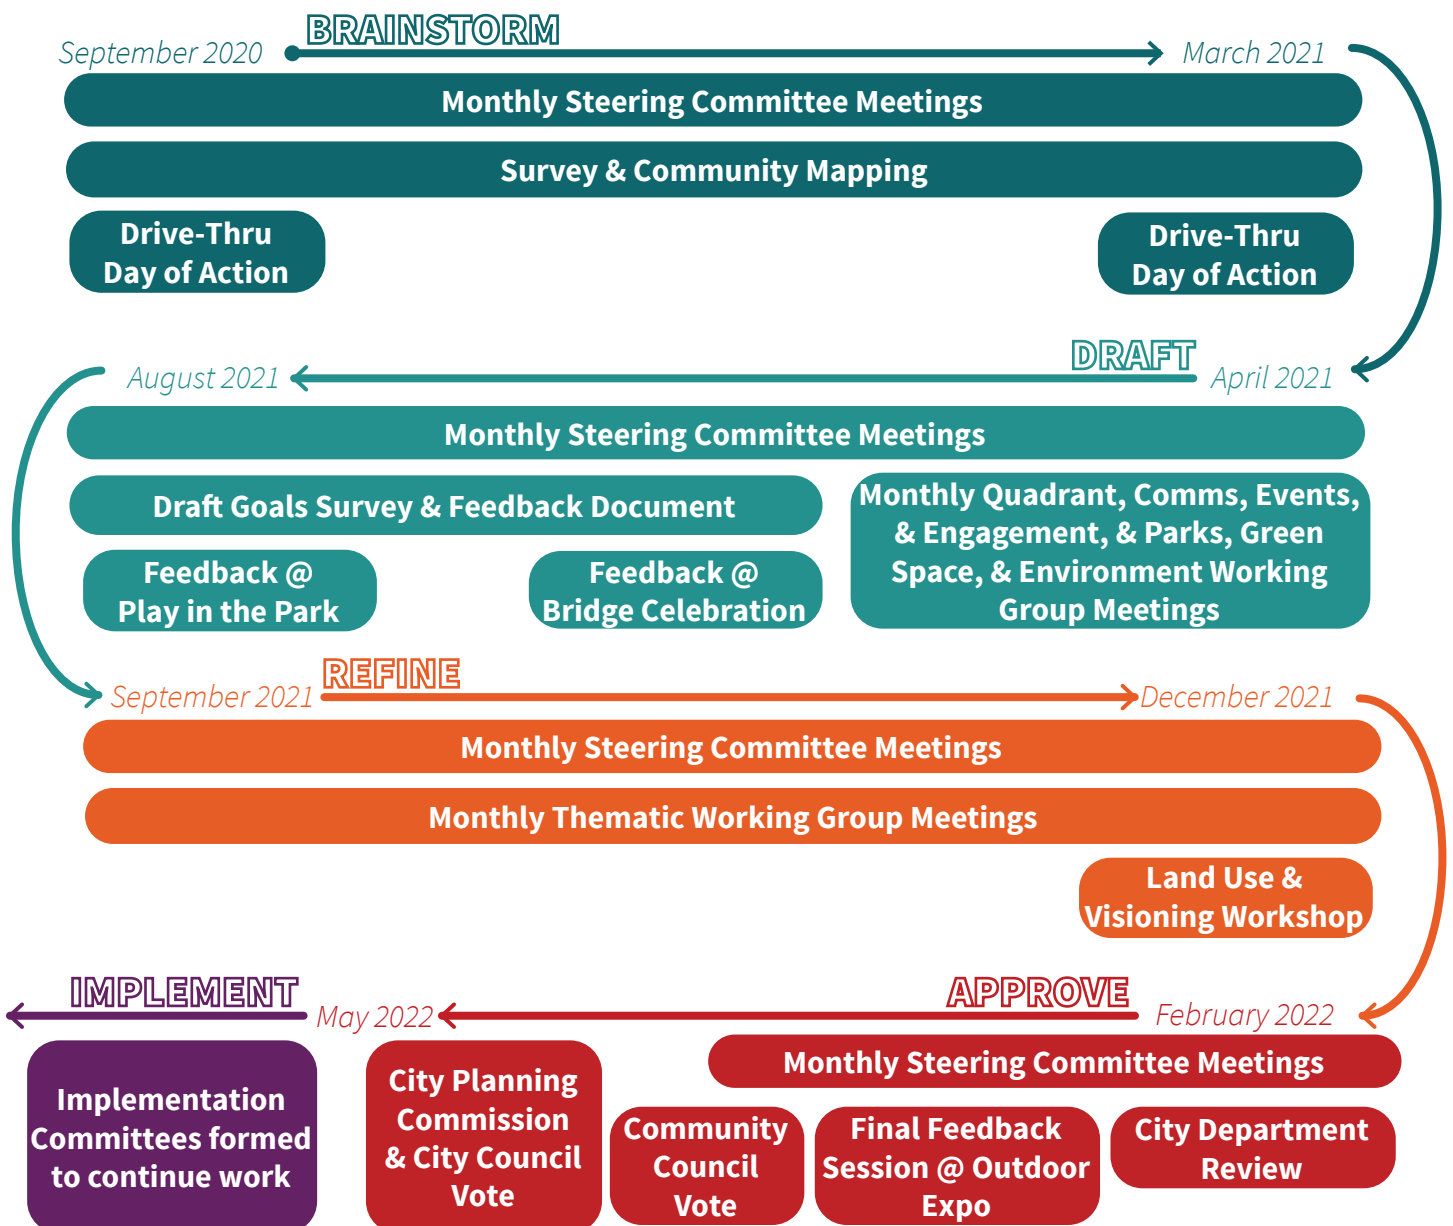 BRAINSTORM
September 2020
March 2021
Monthly Steering Committee Meetings
Survey & Community Mapping
Drive-Thru
Day of Action
Drive-Thru
Day of Action
DRAFT
August 2021
April 2021
Monthly Steering Committee Meetings
Draft Goals Survey & Feedback Document
Monthly Quadrant, Comms, Events,
& Engagement, & Parks, Green
Space, & Environment Working
Group Meetings
Feedback @
Play in the Park
Feedback @
Bridge Celebration
REFINE
September 2021
December 2021
Monthly Steering Committee Meetings
Monthly Thematic Working Group Meetings
Land Use &
Visioning Workshop
IMPLEMENT
APPROVE
May 2022
February 2022
Monthly Steering Committee Meetings
Implementation
Committees formed
to continue work
City Planning
Commission
& City Council
Vote
Community
Council
Vote
Final Feedback
Session @ Outdoor
Expo
City Department
Review